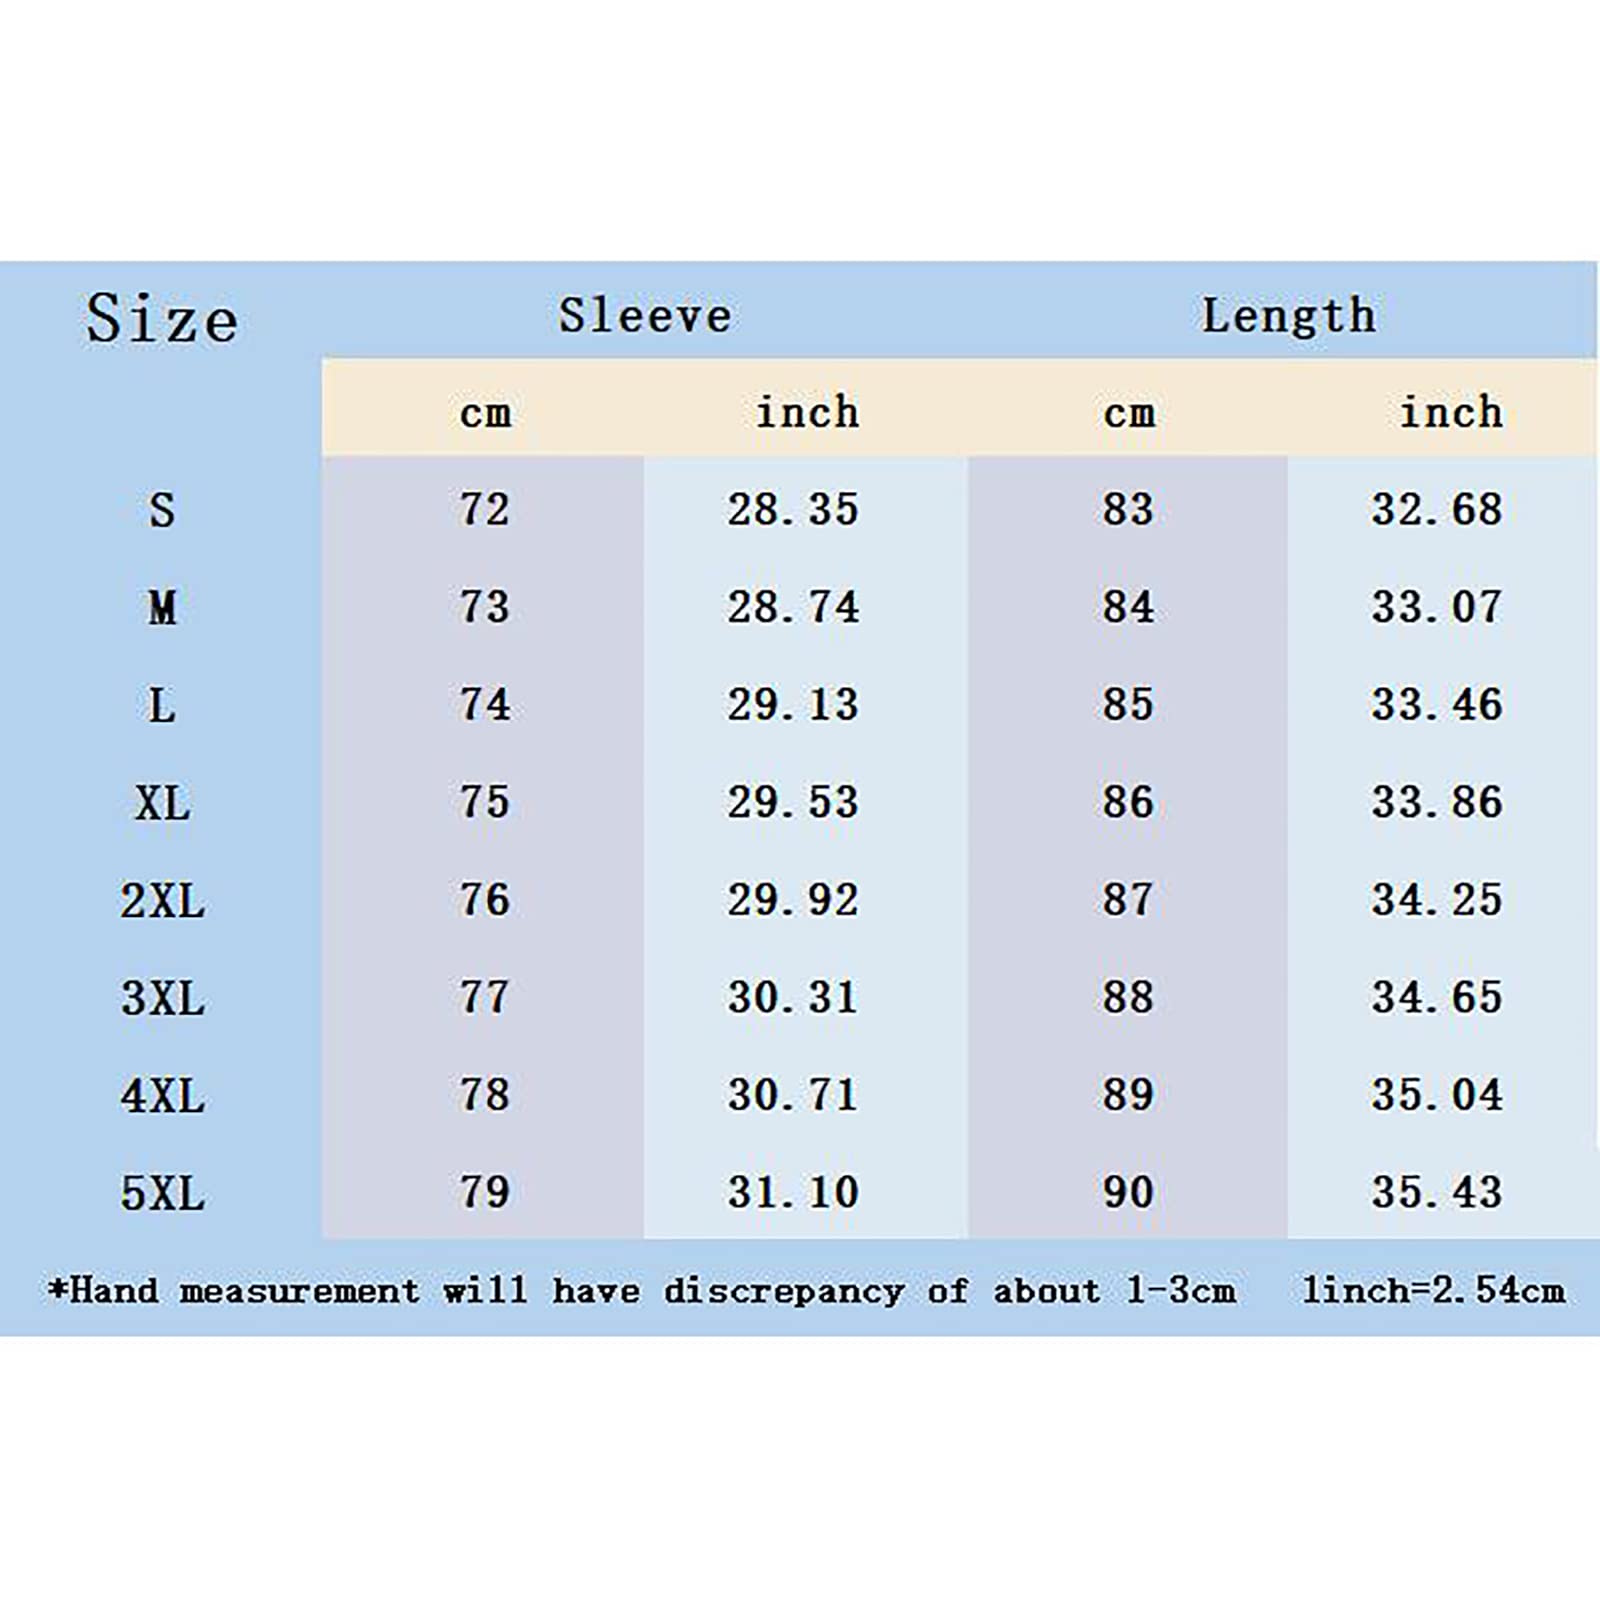 Size Sleeve Length
cm inch cm inch
S 72 28.35 83 32.68
M 73 28.74 84 33.07
L 74 29.13 85 33.46
XL 75 29.53 86 33.86
2XL 76 29.92 87 34.25
3XL 77 30.31 88 34.65
4XL 78 30.71 89 35.04
5XL 79 31.10 90 35.43
*Hand measurement will have discrepancy of about 1-3cm 1inch=2.54cm